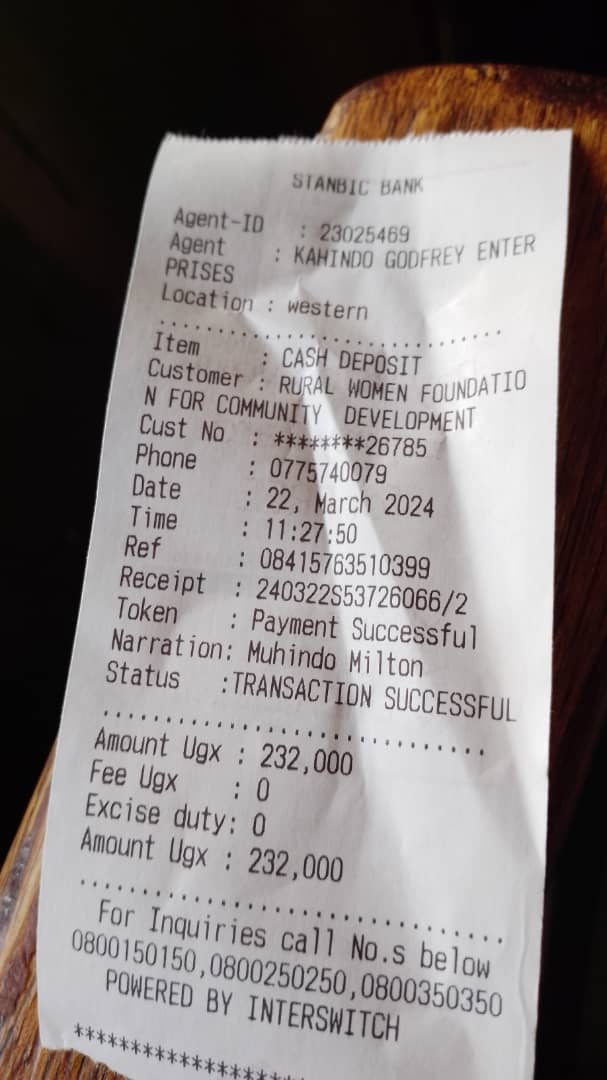 STANBIC BANK
Agent-ID : 23025469
Agent : KAHINDO GODFREY ENTER
PRISES
Location : western
................................
Item : CASH DEPOSIT
Customer : RURAL WOMEN FOUNDATIO
N FOR COMMUNITY DEVELOPMENT
Cust No : ********26785
Phone : 0775740079
Date : 22, March 2024
Time : 11:27:50
Ref : 08415763510399
Receipt : 240322S53726066/2
Token : Payment Successful
Narration: Muhindo Milton
Status :TRANSACTION SUCCESSFUL
................................
Amount Ugx : 232,000
Fee Ugx : 0
Excise duty: 0
Amount Ugx : 232,000
................................
For Inquiries call No.s below
0800150150,0800250250,0800350350
POWERED BY INTERSWITCH
********************